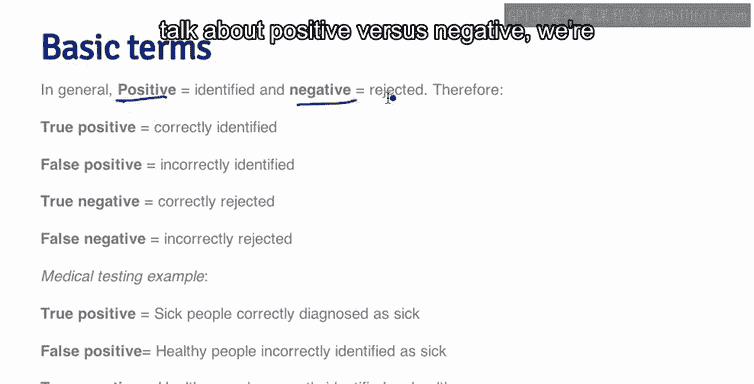 talk about positive versus negative, we're
Basic terms
In general, Positive = identified and negative = rejected. Therefore:
True positive = correctly identified
False positive = incorrectly identified
True negative = correctly rejected
False negative = incorrectly rejected
Medical testing example:
True positive = Sick people correctly diagnosed as sick
False positive= Healthy people incorrectly identified as sick